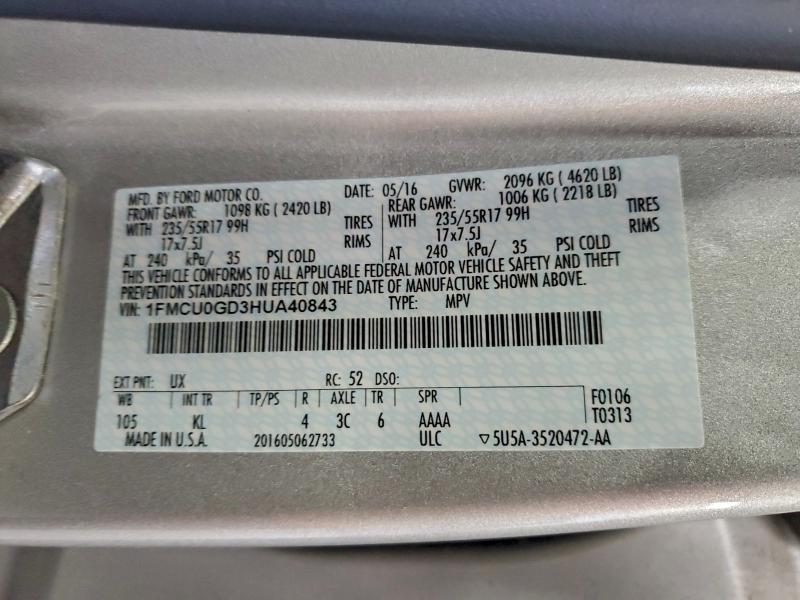 MFD. BY FORD MOTOR CO. DATE: 05/16 GVWR: 2096 KG ( 4620 LB)
FRONT GAWR: 1098 KG ( 2420 LB) REAR GAWR: 1006 KG ( 2218 LB)
WITH 235/55R17 99H TIRES WITH 235/55R17 99H TIRES
17x7.5J RIMS 17x7.5J RIMS
AT 240 kPa/ 35 PSI COLD AT 240 kPa/ 35 PSI COLD
THIS VEHICLE CONFORMS TO ALL APPLICABLE FEDERAL MOTOR VEHICLE SAFETY AND THEFT
PREVENTION STANDARDS IN EFFECT ON THE DATE OF MANUFACTURE SHOWN ABOVE.
VIN: 1FMCU0GD3HUA40843 TYPE: MPV
EXT PNT: UX RC: 52 DSO:
WB INT TR TP/PS R AXLE TR SPR F0106
105 KL 4 3C 6 AAAA T0313
MADE IN U.S.A. 201605062733 ULC ▽5U5A-3520472-AA